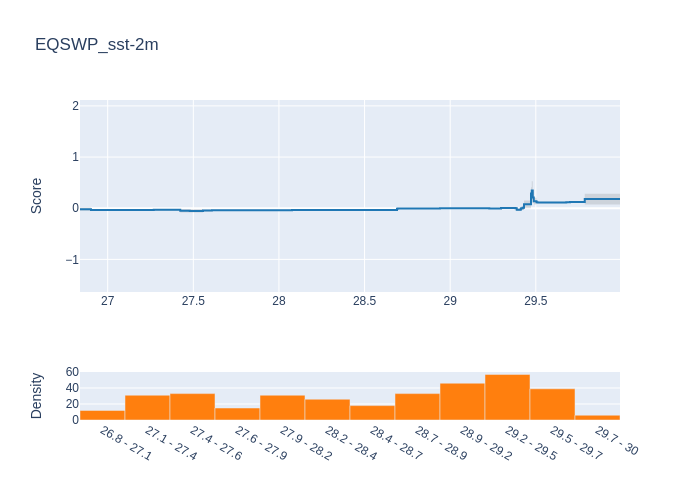 EQSWP_sst-2m
2
1
0
−1
Score
27
27.5
28
28.5
29
29.5
60
40
20
0
Density
26.8 - 27.1
27.1 - 27.4
27.4 - 27.6
27.6 - 27.9
27.9 - 28.2
28.2 - 28.4
28.4 - 28.7
28.7 - 28.9
28.9 - 29.2
29.2 - 29.5
29.5 - 29.7
29.7 - 30